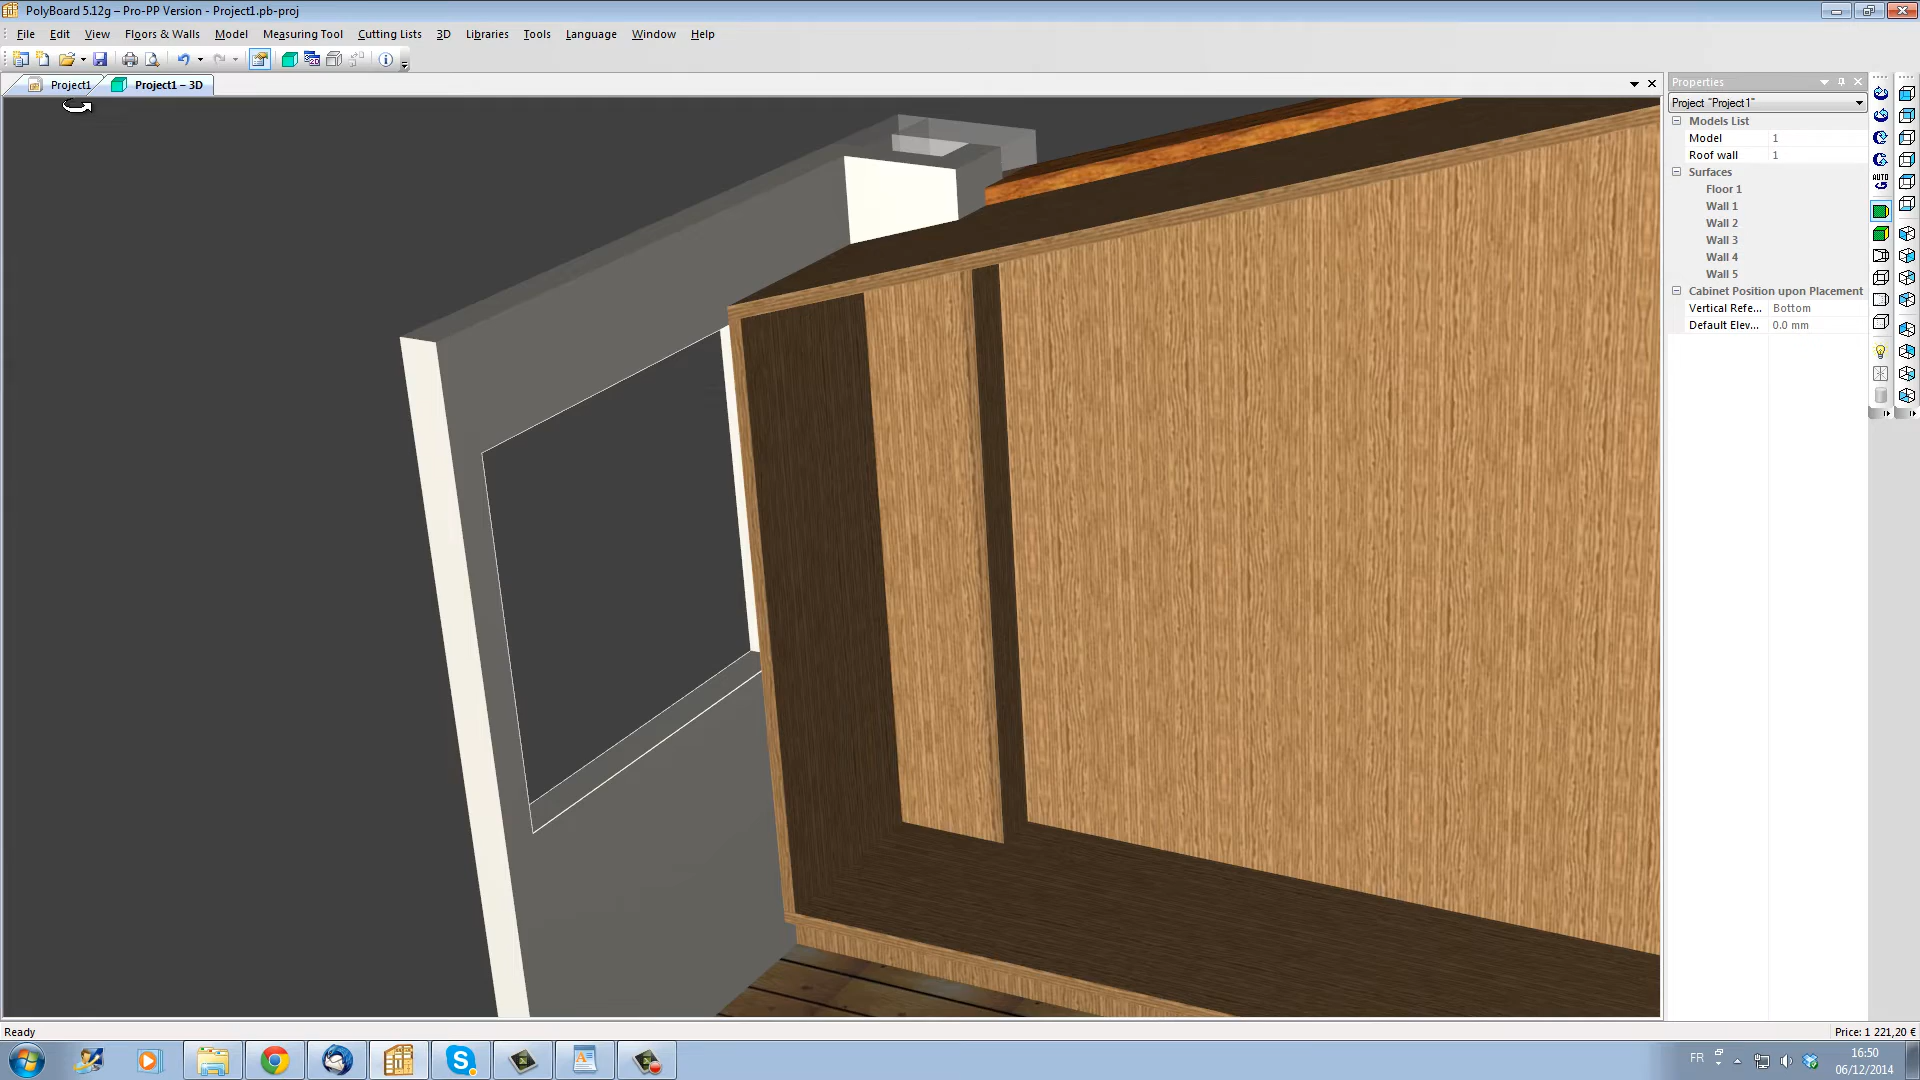 PolyBoard 5.12g – Pro-PP Version - Project1.pb-proj
File Edit View Floors & Walls Model Measuring Tool Cutting Lists 3D Libraries Tools Language Window Help
Project1 Project1 – 3D
Properties
Project "Project1"
Models List
Model 1
Roof wall 1
Surfaces
Floor 1
Wall 1
Wall 2
Wall 3
Wall 4
Wall 5
Cabinet Position upon Placement
Vertical Refe... Bottom
Default Elev... 0.0 mm
AUTO
Ready
Price: 1 221,20 €
FR
16:50
06/12/2014